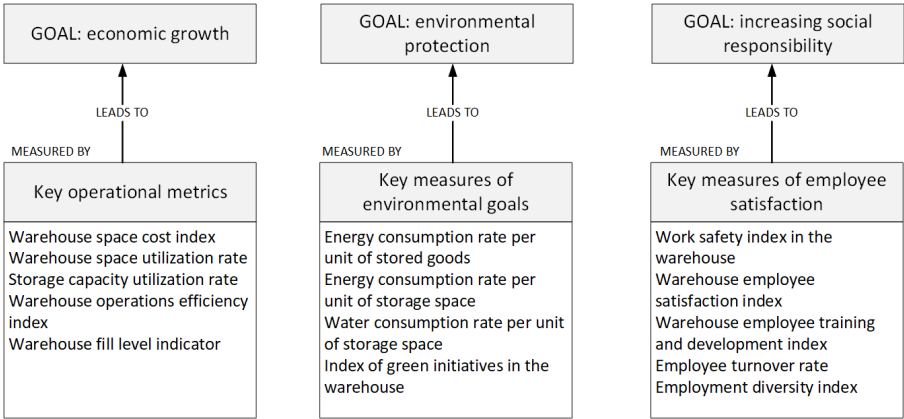 GOAL: economic growth
LEADS TO
MEASURED BY
Key operational metrics
Warehouse space cost index
Warehouse space utilization rate
Storage capacity utilization rate
Warehouse operations efficiency
index
Warehouse fill level indicator
GOAL: environmental
protection
LEADS TO
MEASURED BY
Key measures of
environmental goals
Energy consumption rate per
unit of stored goods
Energy consumption rate per
unit of storage space
Water consumption rate per unit
of storage space
Index of green initiatives in the
warehouse
GOAL: increasing social
responsibility
LEADS TO
MEASURED BY
Key measures of employee
satisfaction
Work safety index in the
warehouse
Warehouse employee
satisfaction index
Warehouse employee training
and development index
Employee turnover rate
Employment diversity index